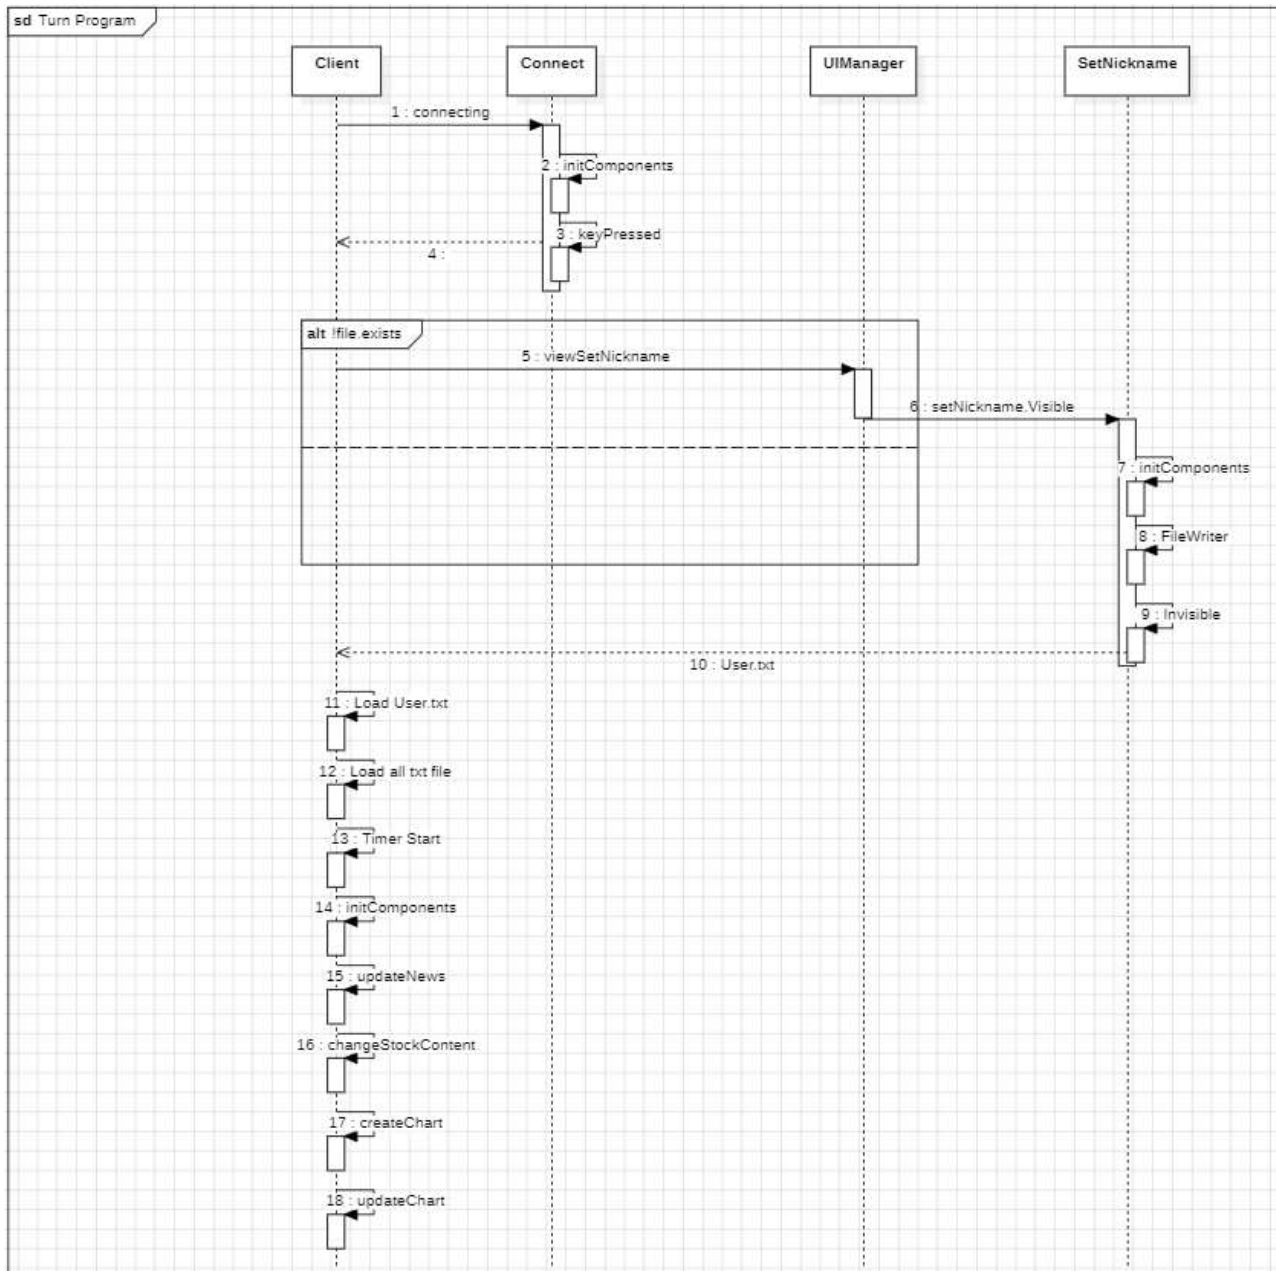 sd Turn Program
Client
Connect
UIManager
SetNickname
1 : connecting
2 : initComponents
3 : keyPressed
4 :
alt !file.exists
5 : viewSetNickname
6 : setNickname.Visible
7 : initComponents
8 : FileWriter
9 : Invisible
10 : User.txt
11 : Load User.txt
12 : Load all txt file
13 : Timer Start
14 : initComponents
15 : updateNews
16 : changeStockContent
17 : createChart
18 : updateChart